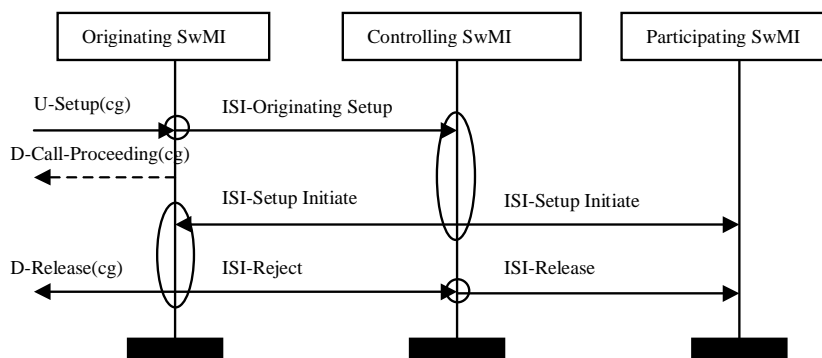 Originating SwMI
Controlling SwMI
Participating SwMI
U-Setup(cg)
ISI-Originating Setup
D-Call-Proceeding(cg)
ISI-Setup Initiate
ISI-Setup Initiate
D-Release(cg)
ISI-Reject
ISI-Release